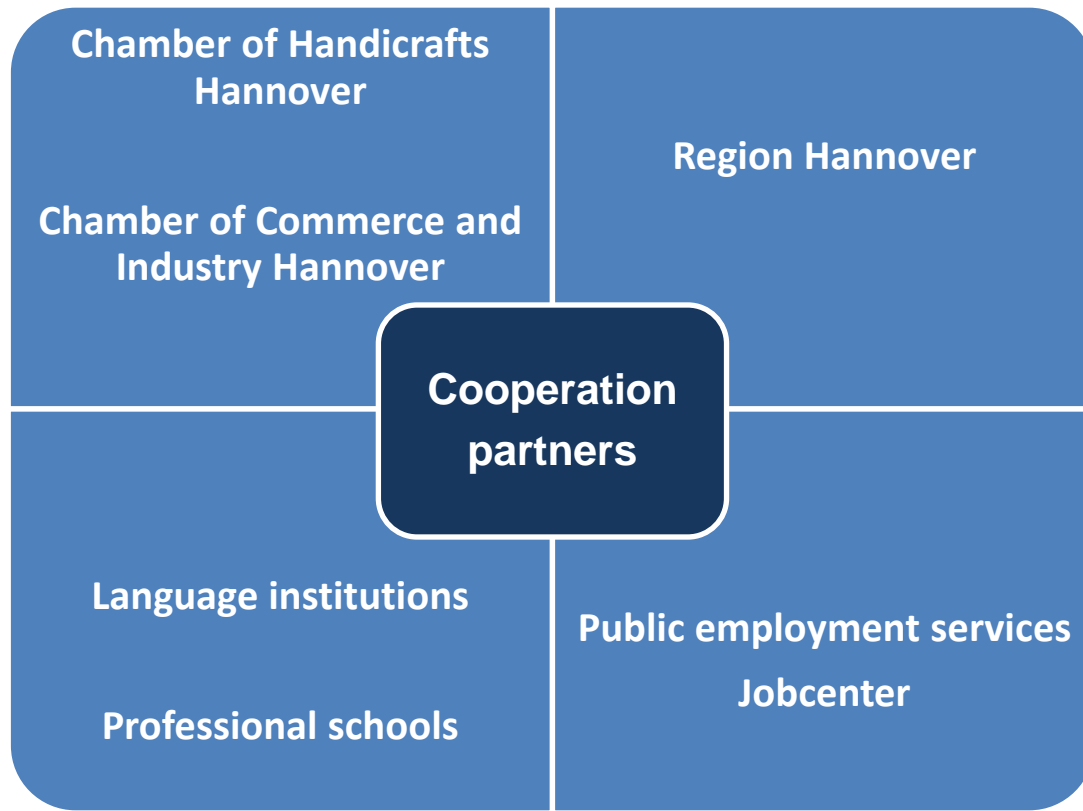 Chamber of Handicrafts
Hannover
Chamber of Commerce and
Industry Hannover
Region Hannover
Cooperation
partners
Language institutions
Professional schools
Public employment services
Jobcenter